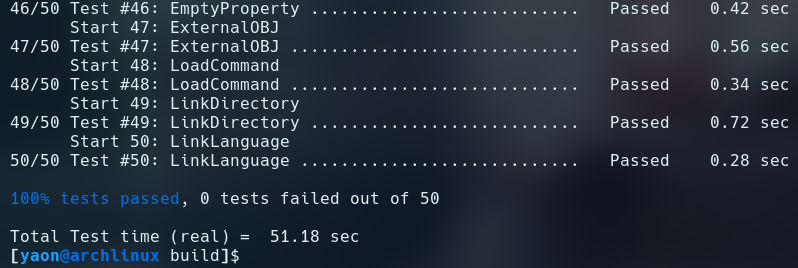 46/50 Test #46: EmptyProperty ...........................   Passed    0.42 sec
      Start 47: ExternalOBJ
47/50 Test #47: ExternalOBJ .............................   Passed    0.56 sec
      Start 48: LoadCommand
48/50 Test #48: LoadCommand .............................   Passed    0.34 sec
      Start 49: LinkDirectory
49/50 Test #49: LinkDirectory ...........................   Passed    0.72 sec
      Start 50: LinkLanguage
50/50 Test #50: LinkLanguage ............................   Passed    0.28 sec
100% tests passed, 0 tests failed out of 50
Total Test time (real) =  51.18 sec
[yaon@archlinux build]$